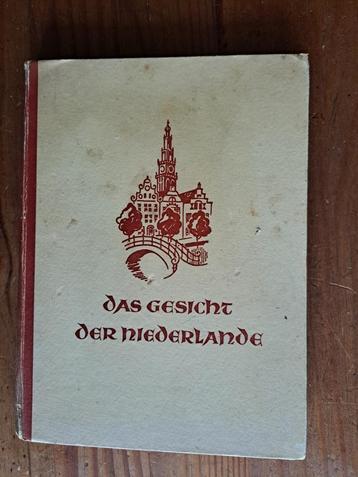 das gesicht
der niederlande